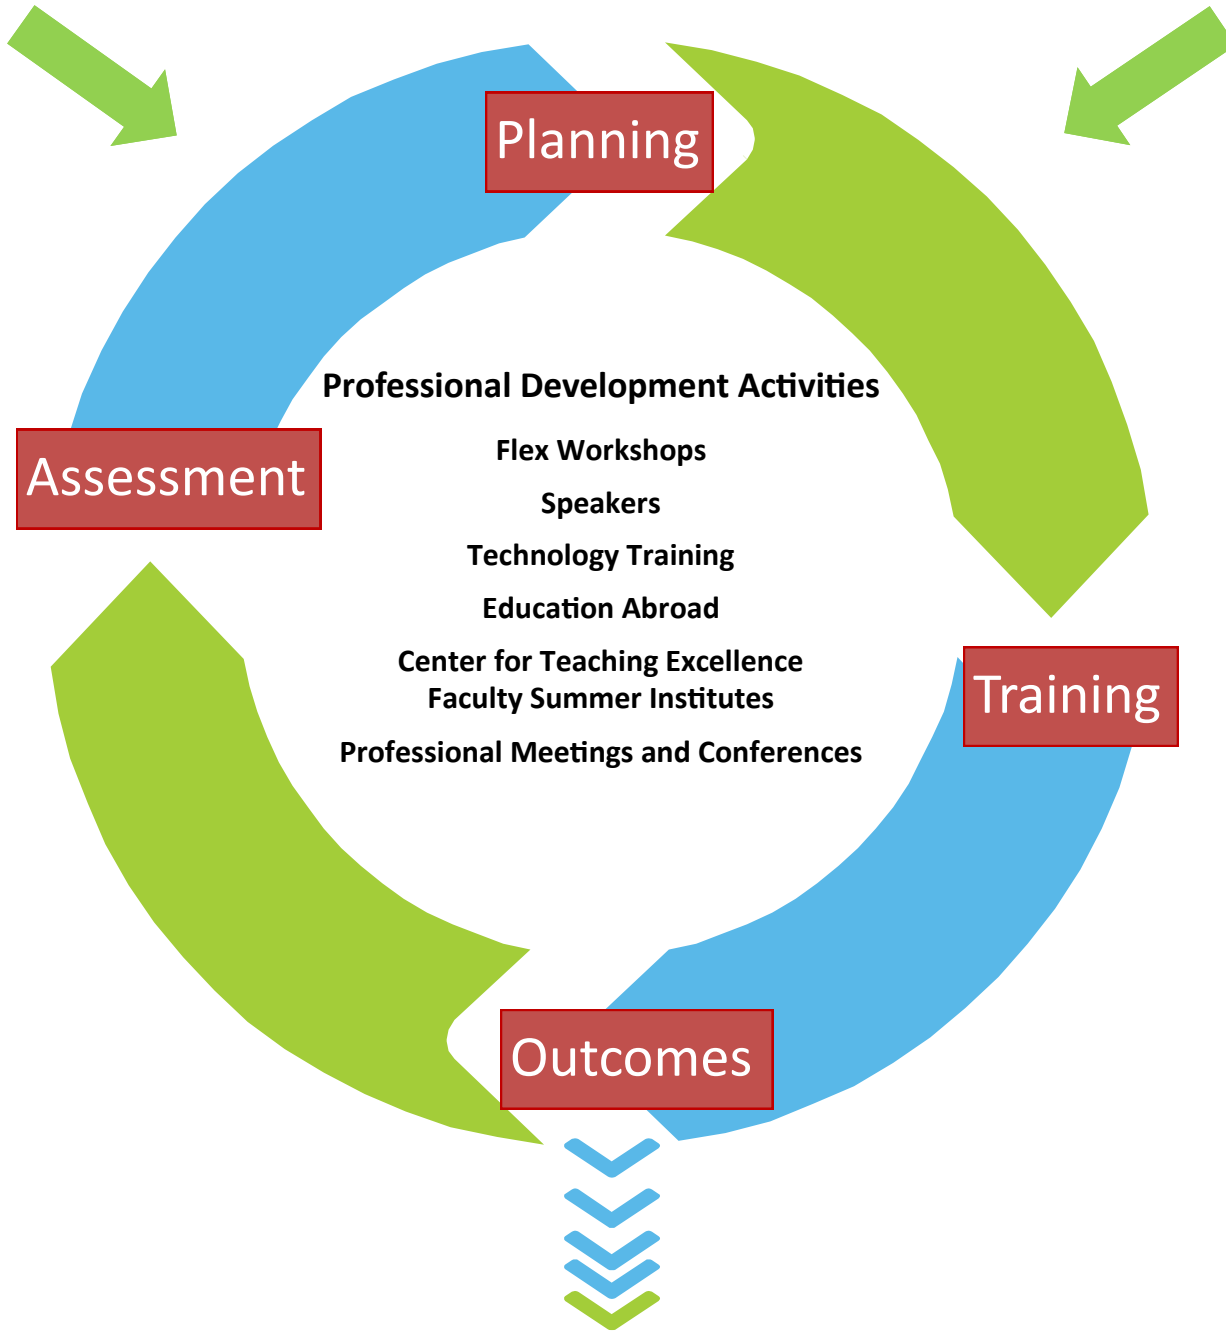 Planning
Professional Development Activities
Flex Workshops
Assessment
Speakers
Technology Training
Education Abroad
Center for Teaching Excellence
Faculty Summer Institutes
Training
Professional Meetings and Conferences
Outcomes